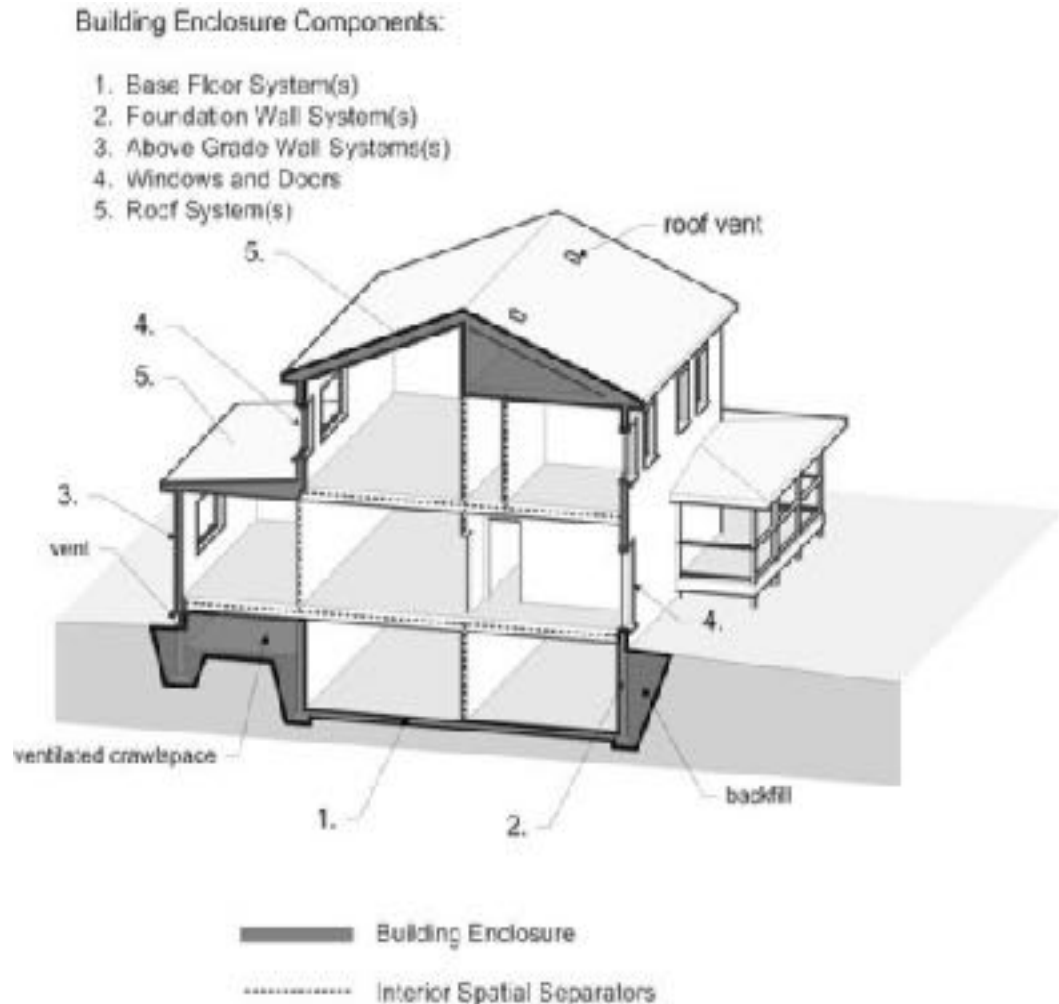 Building Enclosure Components:
1. Base Floor System(s)
2. Foundation Wall System(s)
3. Above Grade Wall Systems(s)
4. Windows and Doors
5. Roof System(s)
roof vent
5.
4.
5.
3.
vent
4.
ventilated crawlspace
backfill
1.
2.
Building Enclosure
Interior Spatial Separators